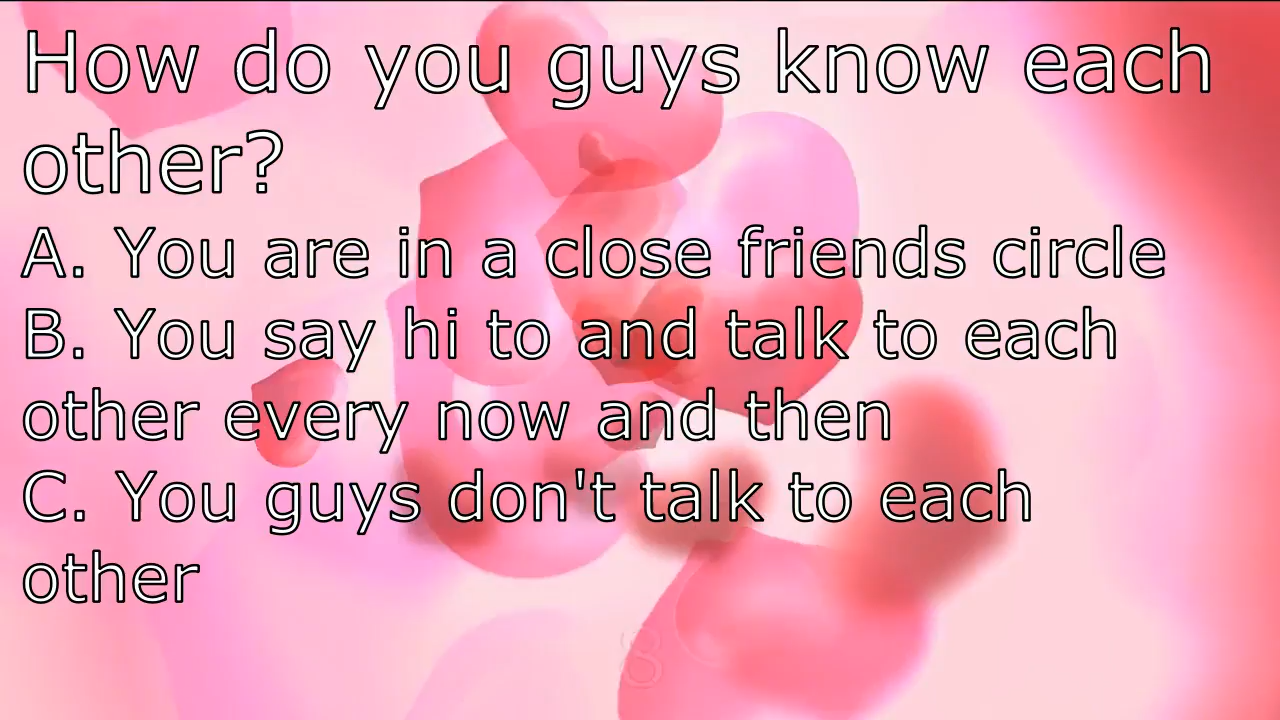 How do you guys know each
other?
A. You are in a close friends circle
B. You say hi to and talk to each
other every now and then
C. You guys don't talk to each
other
8